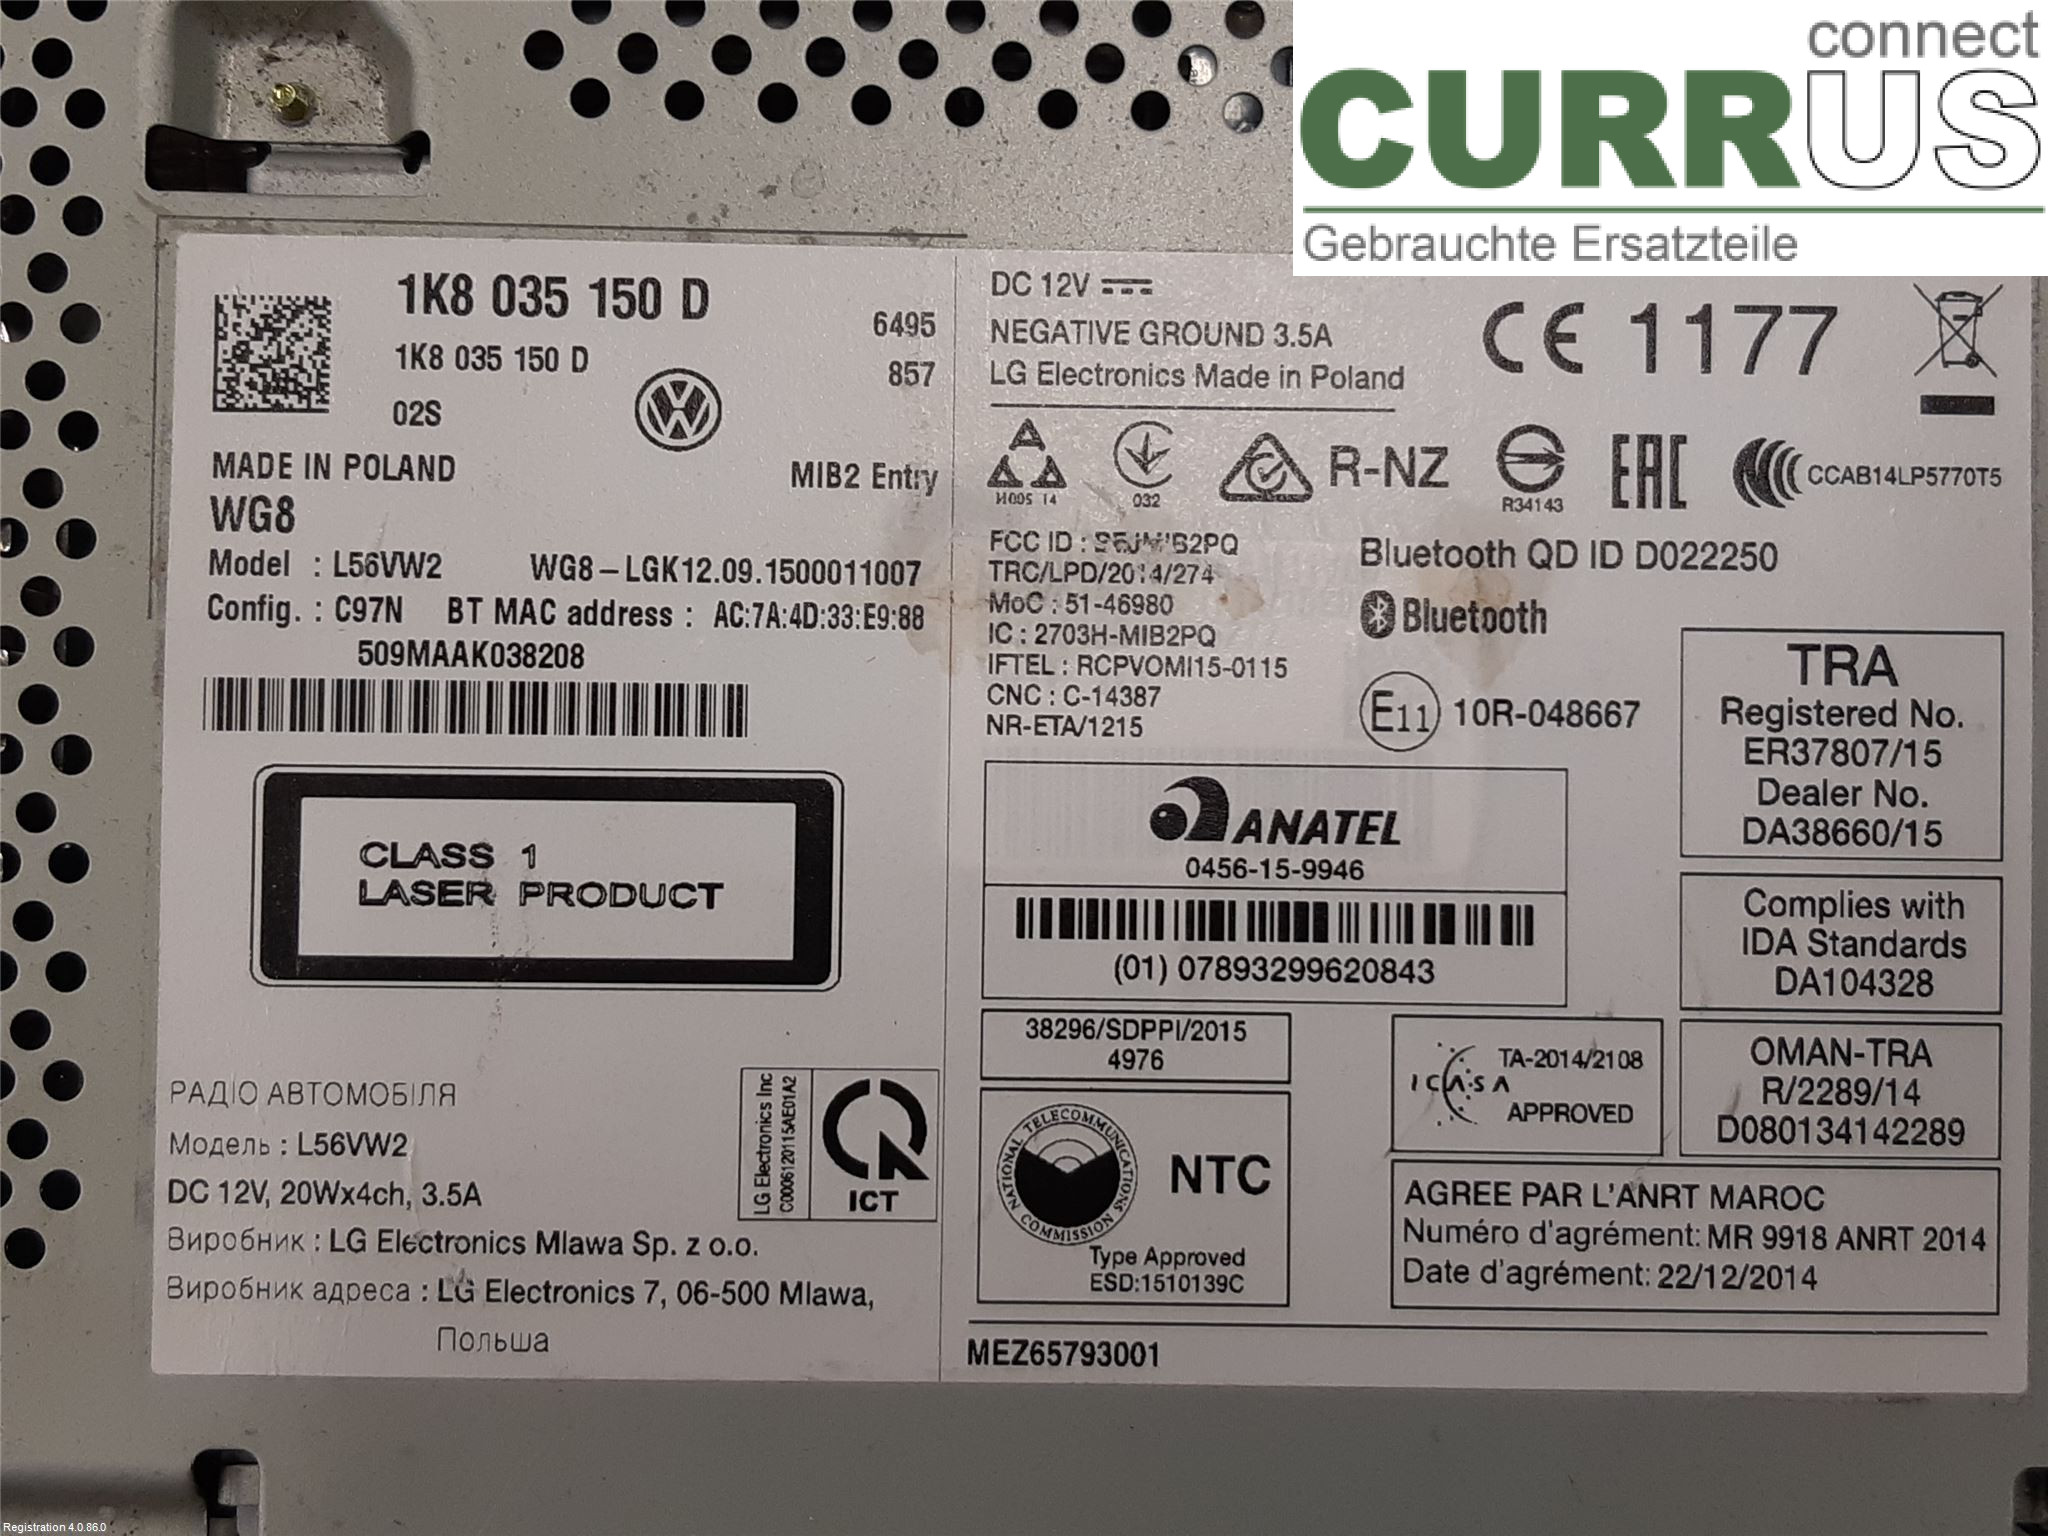 connect
CURRUS
Gebrauchte Ersatzteile
1K8 035 150 D
1K8 035 150 D
02S
6495
857
MADE IN POLAND
MIB2 Entry
WG8
Model : L56VW2 WG8-LGK12.09.1500011007
Config. : C97N BT MAC address : AC:7A:4D:33:E9:88
509MAAK038208
CLASS 1
LASER PRODUCT
РАДІО АВТОМОБІЛЯ
Модель : L56VW2
DC 12V, 20Wx4ch, 3.5A
Виробник : LG Electronics Mlawa Sp. z o.o.
Виробник адреса : LG Electronics 7, 06-500 Mlawa,
Польша
LG Electronics Inc
C0006120115AE01A2
ICT
DC 12V
NEGATIVE GROUND 3.5A
LG Electronics Made in Poland
CE 1177
H005 14
032
R-NZ
R34143
EAC
CCAB14LP5770T5
FCC ID :
TRC/LPD/2014/274
MoC : 51-46980
IC : 2703H-MIB2PQ
IFTEL : RCPVOMI15-0115
CNC : C-14387
NR-ETA/1215
Bluetooth QD ID D022250
Bluetooth
E11 10R-048667
TRA
Registered No.
ER37807/15
Dealer No.
DA38660/15
ANATEL
0456-15-9946
(01) 07893299620843
Complies with
IDA Standards
DA104328
38296/SDPPI/2015
4976
ICASA
TA-2014/2108
APPROVED
OMAN-TRA
R/2289/14
D080134142289
NATIONAL TELECOMMUNICATIONS COMMISSION
NTC
Type Approved
ESD:1510139C
AGREE PAR L'ANRT MAROC
Numéro d'agrément: MR 9918 ANRT 2014
Date d'agrément: 22/12/2014
MEZ65793001
Registration 4.0.86.0